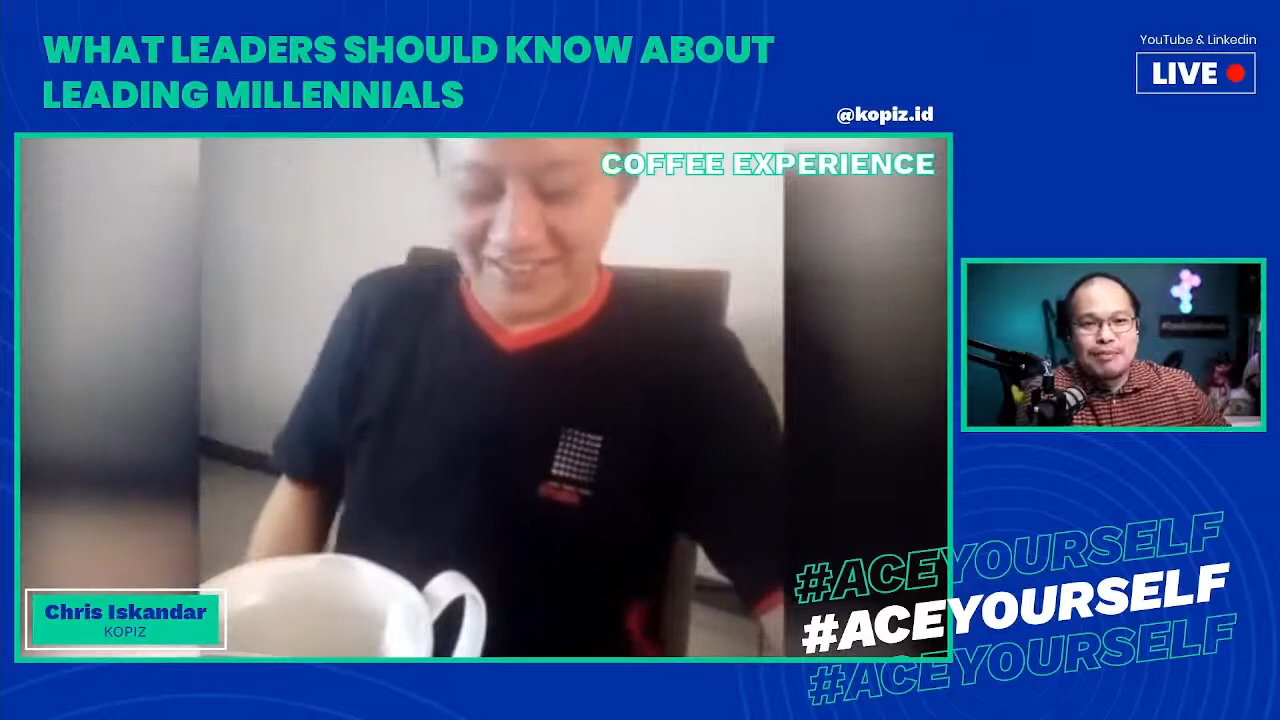 WHAT LEADERS SHOULD KNOW ABOUT
LEADING MILLENNIALS
YouTube & Linkedin
LIVE
@kopiz.id
COFFEE EXPERIENCE
Chris Iskandar
KOPIZ
#ACEYOURSELF
#ACEYOURSELF
#ACEYOURSELF